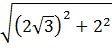 √((2√3)² + 2²)